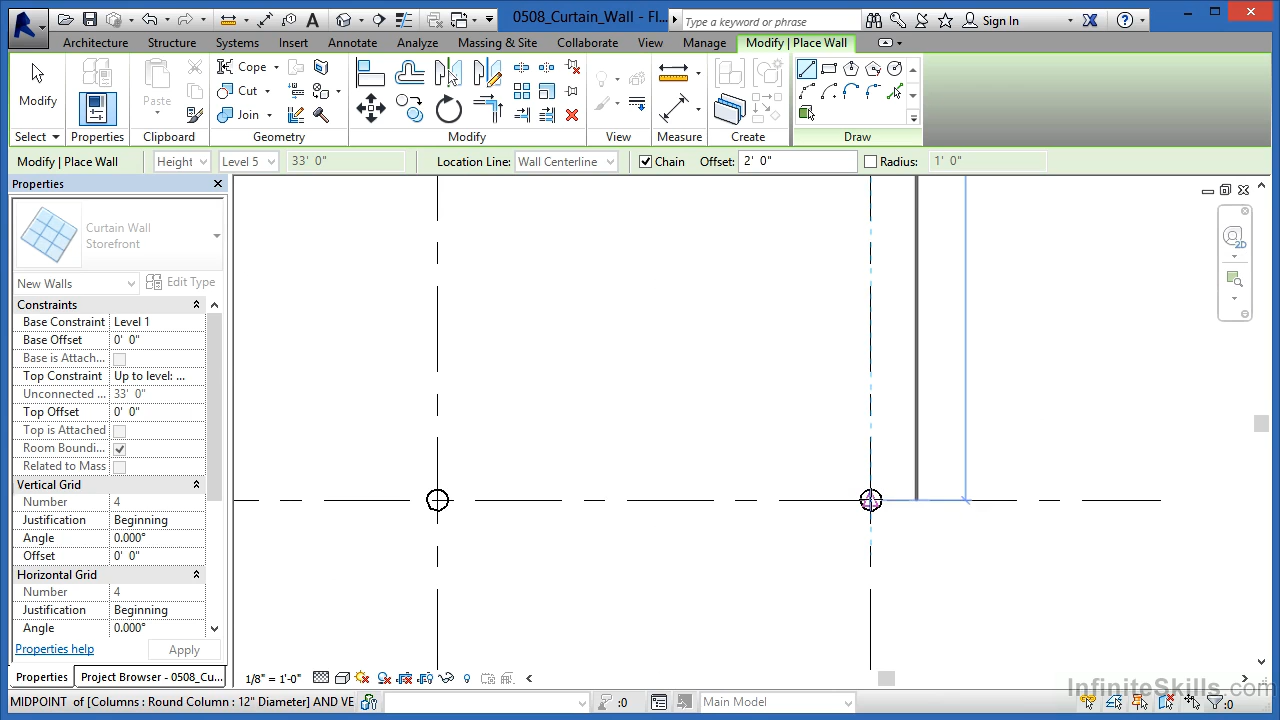 0508_Curtain_Wall - Fl...
Type a keyword or phrase
Sign In
Architecture
Structure
Systems
Insert
Annotate
Analyze
Massing & Site
Collaborate
View
Manage
Modify | Place Wall
Modify
Paste
Cope
Cut
Join
Select
Properties
Clipboard
Geometry
Modify
View
Measure
Create
Draw
Modify | Place Wall
Height
Level 5
33' 0"
Location Line:
Wall Centerline
Chain
Offset:
2' 0"
Radius:
1' 0"
Properties
Curtain Wall
Storefront
New Walls
Edit Type
Constraints
Base Constraint Level 1
Base Offset 0' 0"
Base is Attach...
Top Constraint Up to level: ...
Unconnected ... 33' 0"
Top Offset 0' 0"
Top is Attached
Room Boundi...
Related to Mass
Vertical Grid
Number 4
Justification Beginning
Angle 0.000°
Offset 0' 0"
Horizontal Grid
Number 4
Justification Beginning
Angle 0.000°
Properties help
Apply
Properties
Project Browser - 0508_Cu...
2D
1/8" = 1'-0"
MIDPOINT of [Columns : Round Column : 12" Diameter] AND VE
:0
Main Model
:0
InfiniteSkills.com